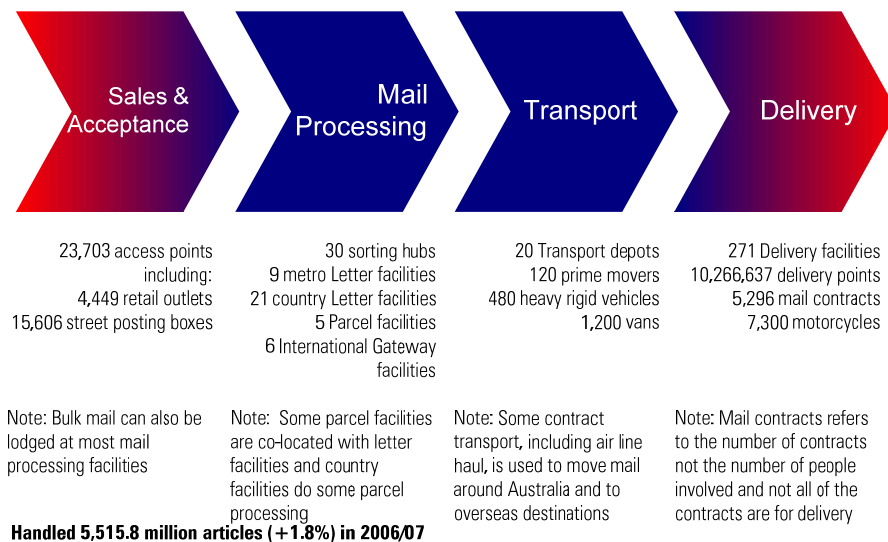 Sales &
Acceptance
Mail
Processing
Transport
Delivery
23,703 access points
including:
4,449 retail outlets
15,606 street posting boxes
30 sorting hubs
9 metro Letter facilities
21 country Letter facilities
5 Parcel facilities
6 International Gateway
facilities
20 Transport depots
120 prime movers
480 heavy rigid vehicles
1,200 vans
271 Delivery facilities
10,266,637 delivery points
5,296 mail contracts
7,300 motorcycles
Note: Bulk mail can also be
lodged at most mail
processing facilities
Note: Some parcel facilities
are co-located with letter
facilities and country
facilities do some parcel
processing
Note: Some contract
transport, including air line
haul, is used to move mail
around Australia and to
overseas destinations
Note: Mail contracts refers
to the number of contracts
not the number of people
involved and not all of the
contracts are for delivery
Handled 5,515.8 million articles (+1.8%) in 2006/07